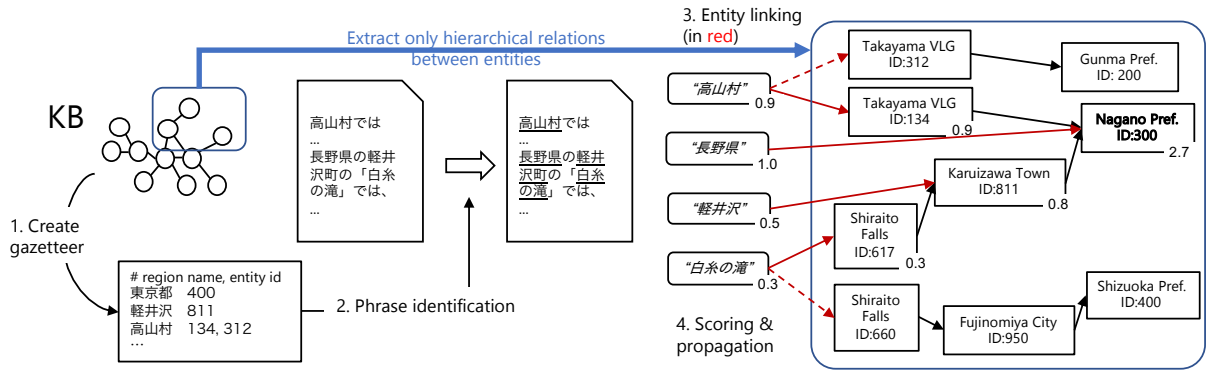 Extract only hierarchical relations
between entities
KB
1. Create
gazetteer
# region name, entity id
東京都 400
軽井沢 811
高山村 134, 312
…
高山村では
…
長野県の軽井
沢町の「白糸
の滝」では、
…
高山村では
…
長野県の軽井
沢町の「白糸
の滝」では、
…
2. Phrase identification
3. Entity linking
(in red)
"高山村"
0.9
"長野県"
1.0
"軽井沢"
0.5
"白糸の滝"
0.3
4. Scoring &
propagation
Takayama VLG
ID:312
Gunma Pref.
ID: 200
Takayama VLG
ID:134
0.9
Nagano Pref.
ID:300
2.7
Karuizawa Town
ID:811
0.8
Shiraito
Falls
ID:617
0.3
Shiraito
Falls
ID:660
Fujinomiya City
ID:950
Shizuoka Pref.
ID:400